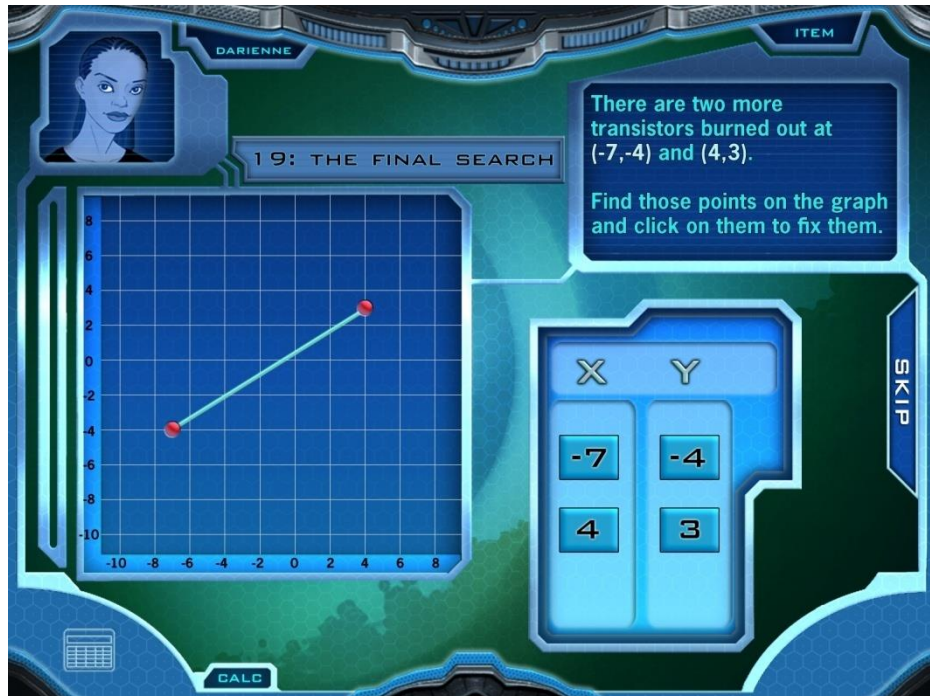 DARIENNE
ITEM
There are two more
transistors burned out at
(-7,-4) and (4,3).
Find those points on the graph
and click on them to fix them.
19: THE FINAL SEARCH
8
6
4
2
0
-2
-4
-6
-8
-10
-10 -8 -6 -4 -2 0 2 4 6 8
X Y
-7 -4
4 3
SKIP
CALC